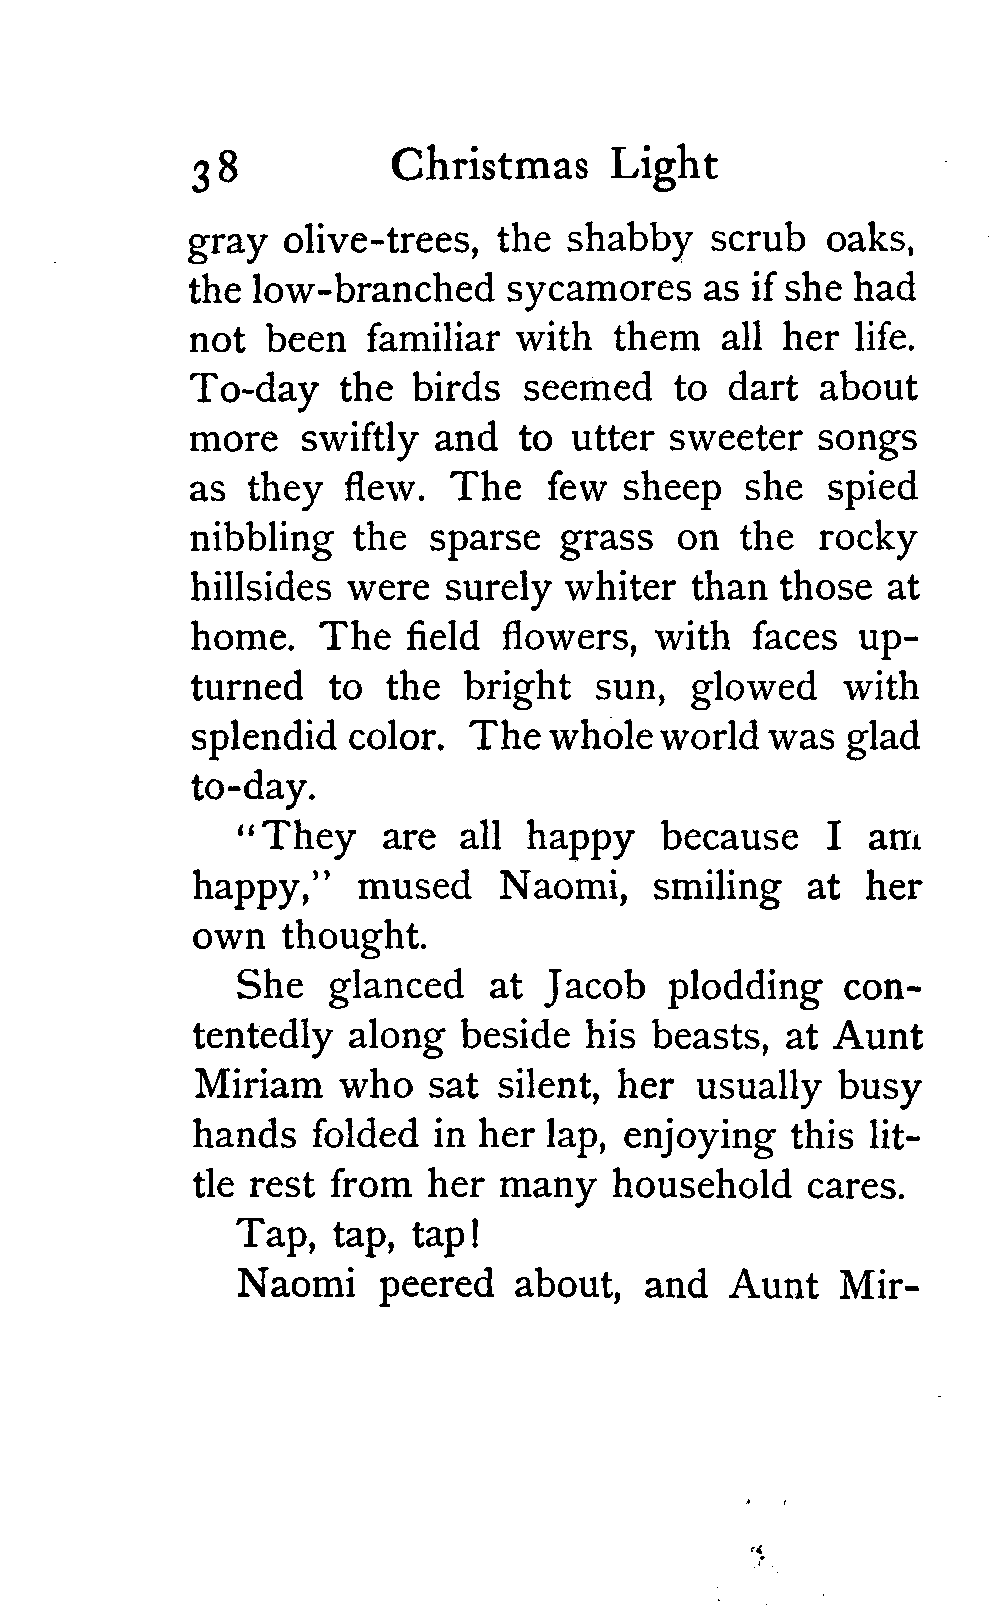 38 Christmas Light
gray olive-trees, the shabby scrub oaks,
the low-branched sycamores as if she had
not been familiar with them all her life.
To-day the birds seemed to dart about
more swiftly and to utter sweeter songs
as they flew. The few sheep she spied
nibbling the sparse grass on the rocky
hillsides were surely whiter than those at
home. The field flowers, with faces up-
turned to the bright sun, glowed with
splendid color. The whole world was glad
to-day.
"They are all happy because I am
happy," mused Naomi, smiling at her
own thought.
She glanced at Jacob plodding con-
tentedly along beside his beasts, at Aunt
Miriam who sat silent, her usually busy
hands folded in her lap, enjoying this lit-
tle rest from her many household cares.
Tap, tap, tap!
Naomi peered about, and Aunt Mir-